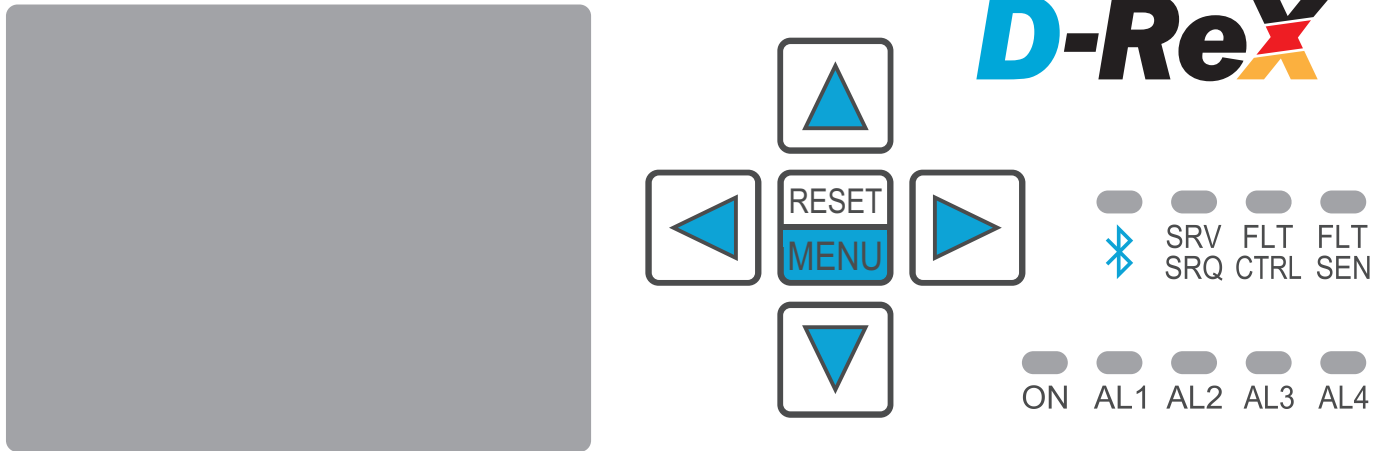 D-ReX
RESET
MENU
SRV SRQ
FLT CTRL
FLT SEN
ON AL1 AL2 AL3 AL4